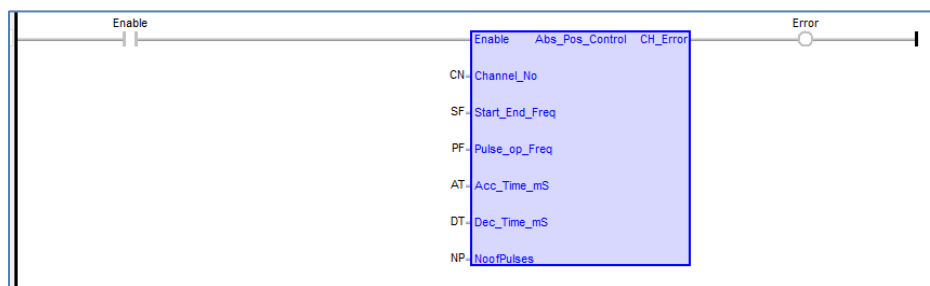 Enable Error
Enable Abs_Pos_Control CH_Error
CN Channel_No
SF Start_End_Freq
PF Pulse_op_Freq
AT Acc_Time_mS
DT Dec_Time_mS
NP NoofPulses